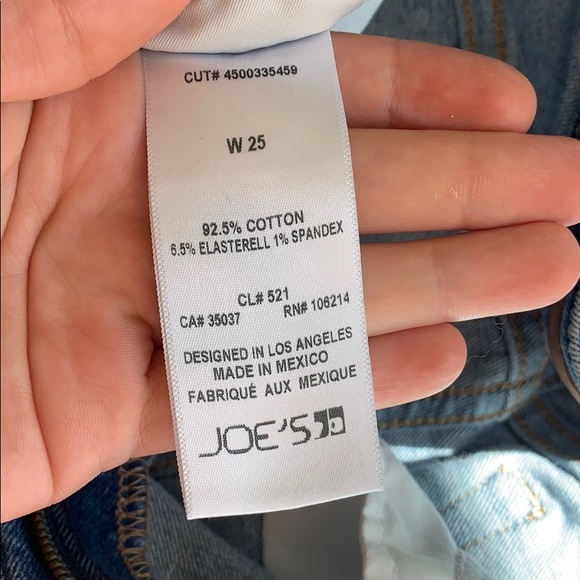 CUT# 4500335459
W 25
92.5% COTTON
6.5% ELASTERELL 1% SPANDEX
CL# 521
CA# 35037 RN# 106214
DESIGNED IN LOS ANGELES
MADE IN MEXICO
FABRIQUÉ AUX MEXIQUE
JOE'S